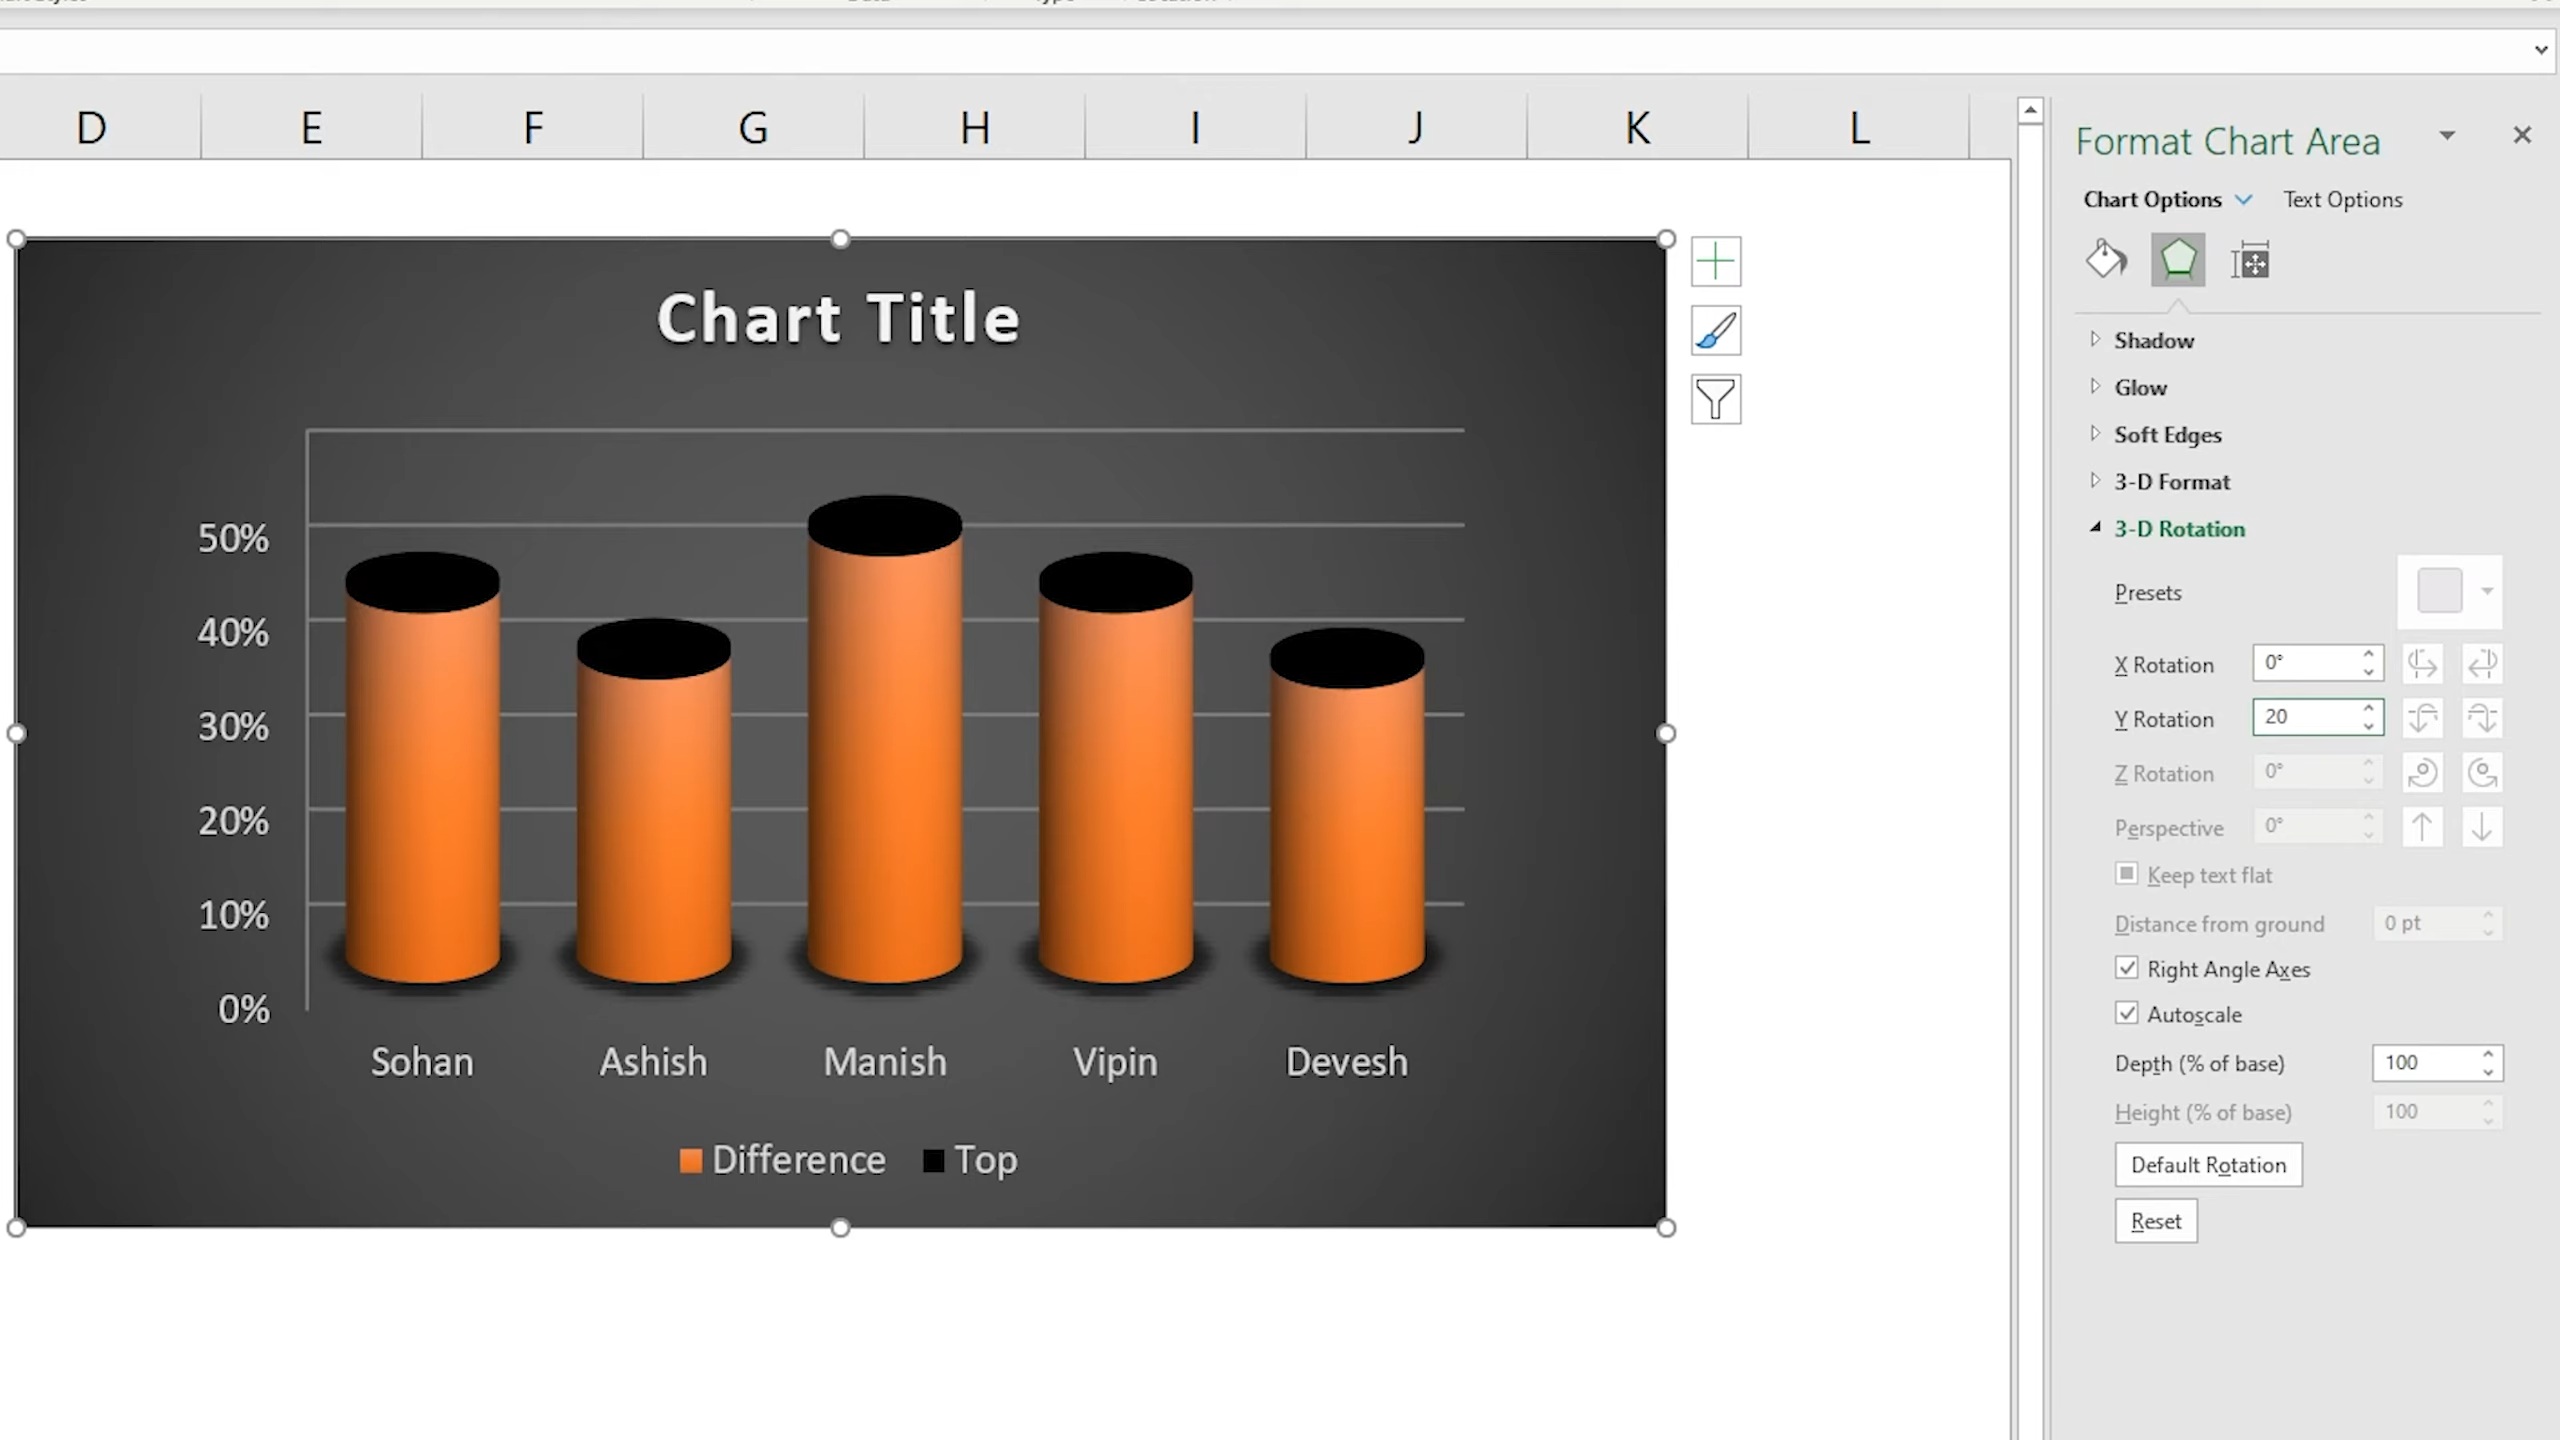 D E F G H I J K L
Format Chart Area
Chart Options Text Options
Shadow
Glow
Soft Edges
3-D Format
3-D Rotation
Presets
X Rotation 0°
Y Rotation 20
Z Rotation 0°
Perspective 0°
Keep text flat
Distance from ground 0 pt
Right Angle Axes
Autoscale
Depth (% of base) 100
Height (% of base) 100
Default Rotation
Reset
Chart Title
50%
40%
30%
20%
10%
0%
Sohan Ashish Manish Vipin Devesh
Difference Top